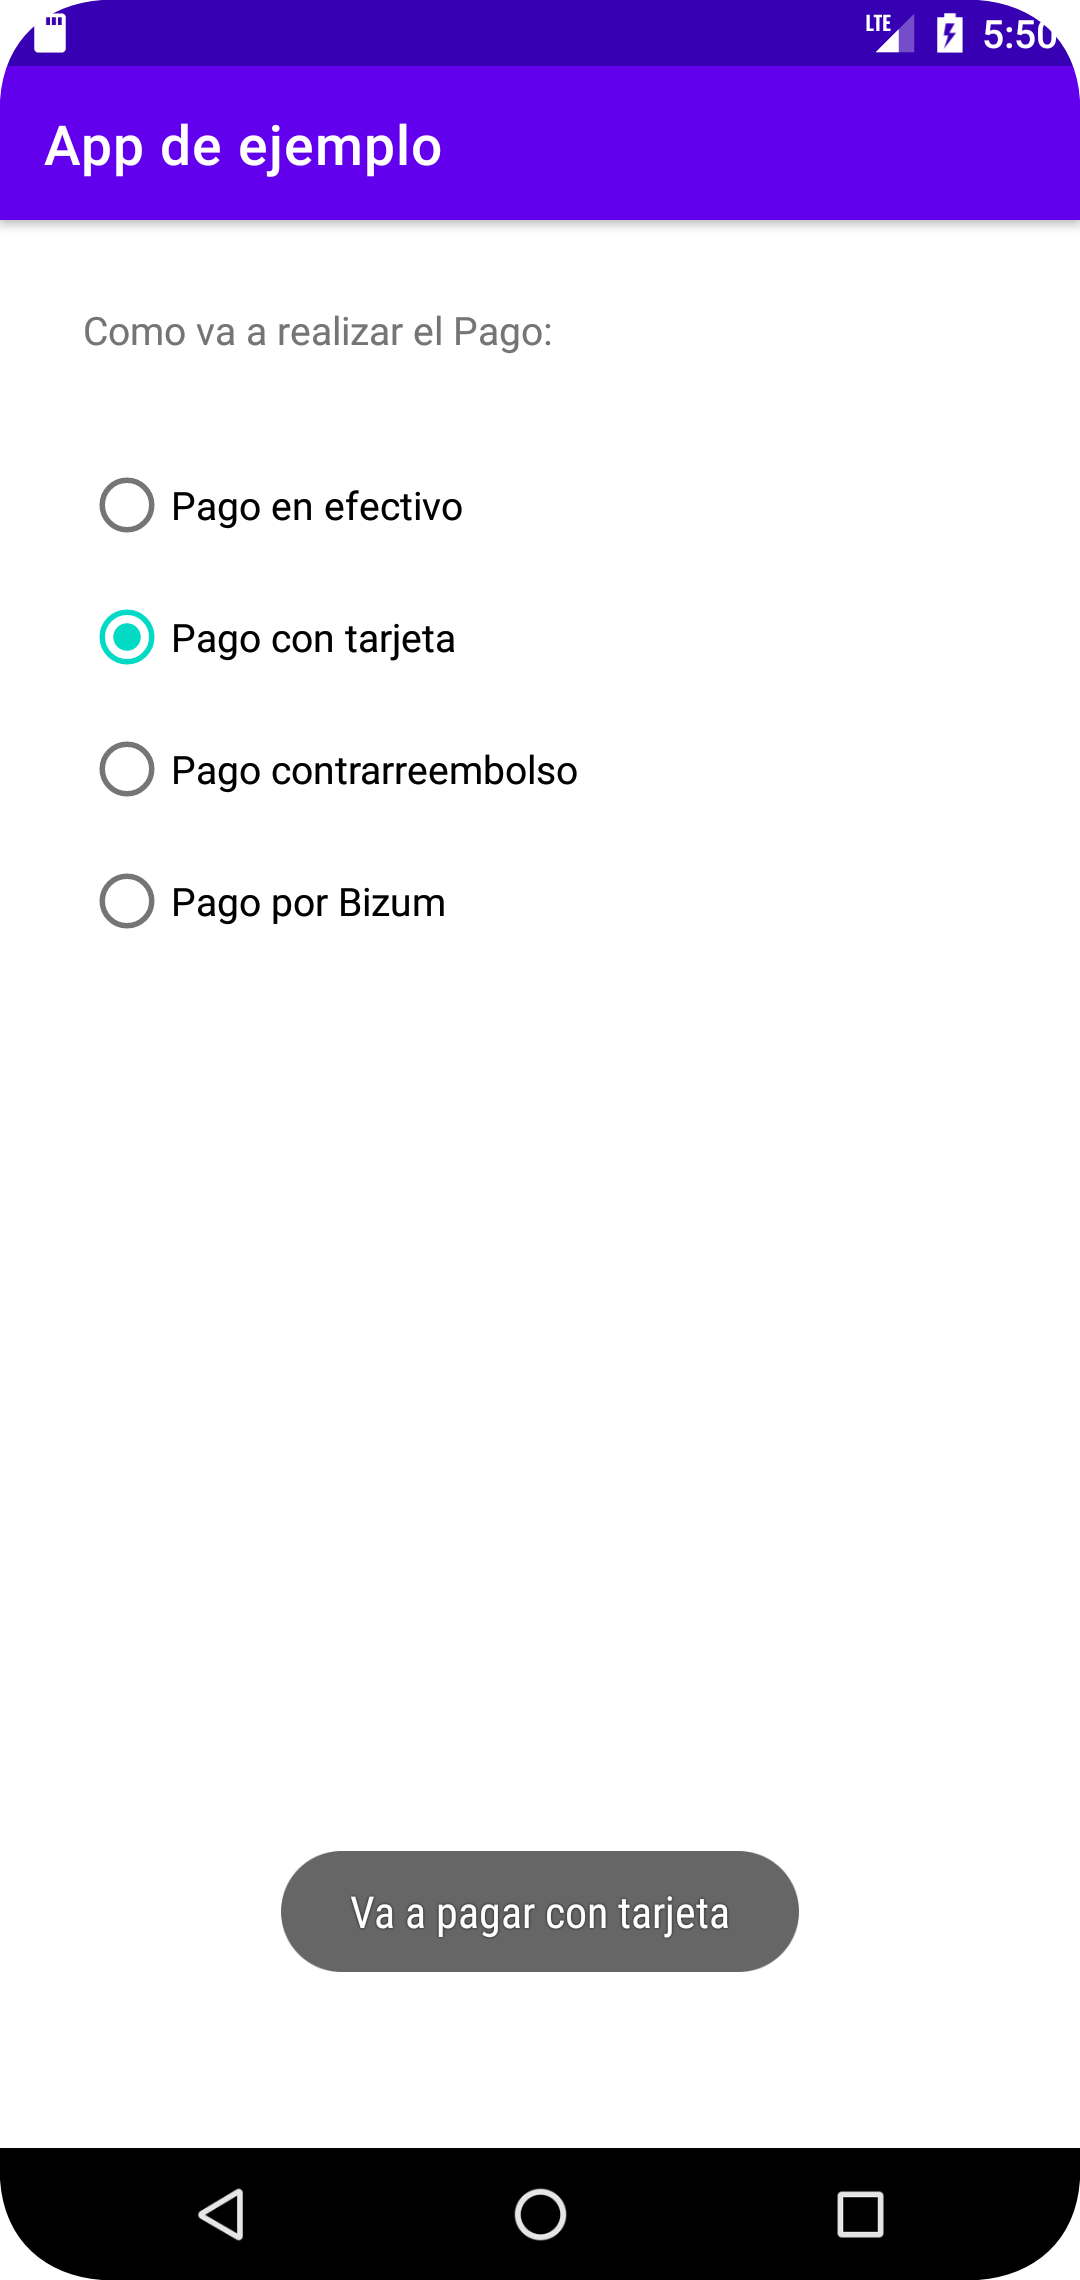 LTE 5:50
App de ejemplo
Como va a realizar el Pago:
Pago en efectivo
Pago con tarjeta
Pago contrarreembolso
Pago por Bizum
Va a pagar con tarjeta